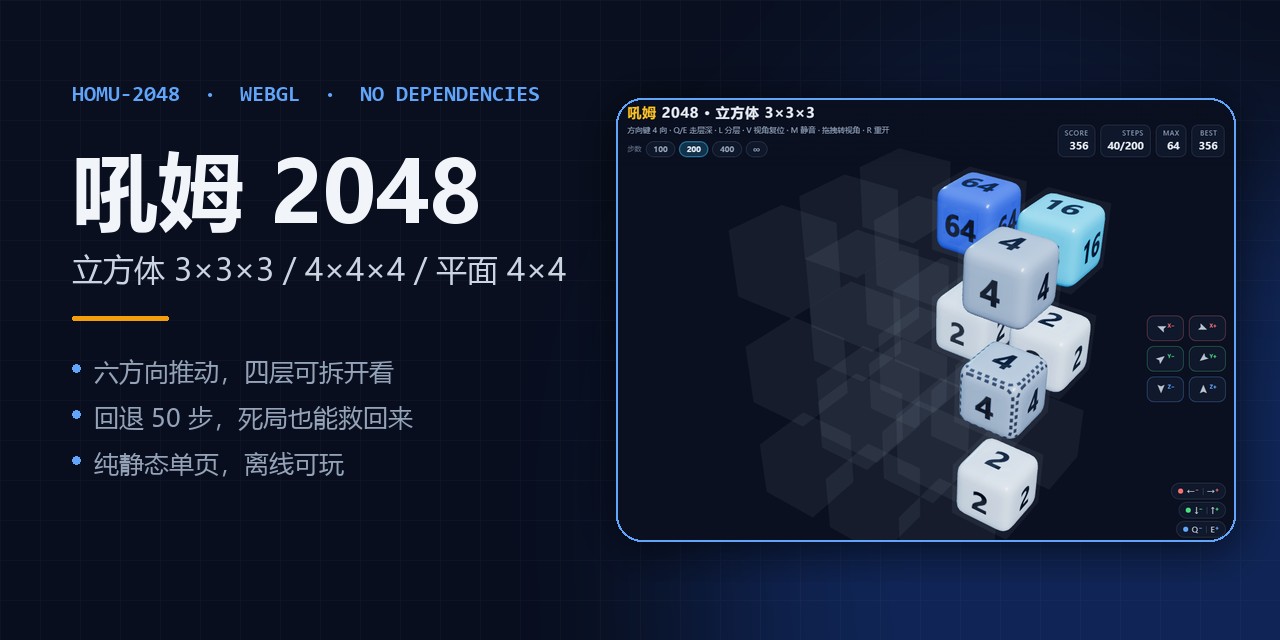 HOMU-2048 · WEBGL · NO DEPENDENCIES
吼姆 2048
立方体 3×3×3 / 4×4×4 / 平面 4×4
六方向推动，四层可拆开看
回退 50 步，死局也能救回来
纯静态单页，离线可玩
吼姆 2048 · 立方体 3×3×3
方向键 4 向 · Q/E 走层深 · L 分层 · V 视角复位 · M 静音 · 拖拽转视角 · R 重开
步数 100 200 400 ∞
SCORE STEPS MAX BEST
356 40/200 64 356
64
64 64
16
16
4
4 4
2 2
2
2
4
4 4
2
2 2
X- X+
Y- Y+
Z- Z+
←- | →+
↓- | ↑+
Q- | E+